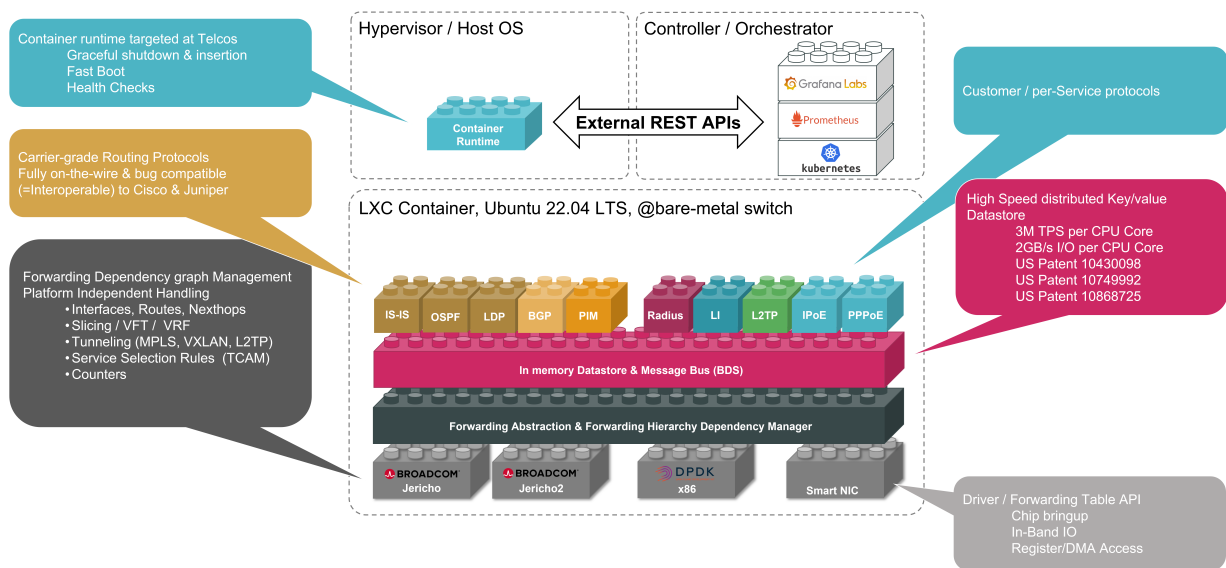 Container runtime targeted at Telcos
Graceful shutdown & insertion
Fast Boot
Health Checks
Hypervisor / Host OS
Container
Runtime
External REST APIs
Controller / Orchestrator
Grafana Labs
Prometheus
kubernetes
Customer / per-Service protocols
Carrier-grade Routing Protocols
Fully on-the-wire & bug compatible
(=Interoperable) to Cisco & Juniper
High Speed distributed Key/value
Datastore
3M TPS per CPU Core
2GB/s I/O per CPU Core
US Patent 10430098
US Patent 10749992
US Patent 10868725
Forwarding Dependency graph Management
Platform Independent Handling
• Interfaces, Routes, Nexthops
• Slicing / VFT / VRF
• Tunneling (MPLS, VXLAN, L2TP)
• Service Selection Rules (TCAM)
• Counters
LXC Container, Ubuntu 22.04 LTS, @bare-metal switch
IS-IS OSPF LDP BGP PIM Radius LI L2TP IPoE PPPoE
In memory Datastore & Message Bus (BDS)
Forwarding Abstraction & Forwarding Hierarchy Dependency Manager
BROADCOM
Jericho
BROADCOM
Jericho2
DPDK
x86
Smart NIC
Driver / Forwarding Table API
Chip bringup
In-Band IO
Register/DMA Access